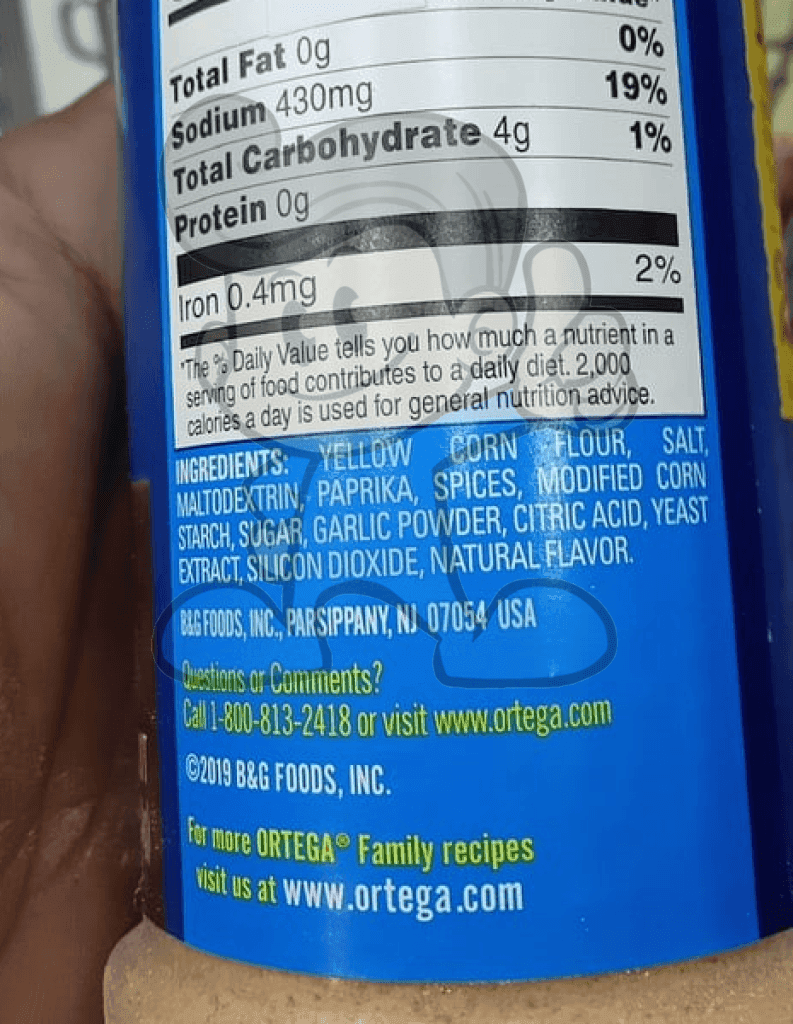 Total Fat 0g 0%
Sodium 430mg 19%
Total Carbohydrate 4g 1%
Protein 0g
Iron 0.4mg 2%
*The % Daily Value tells you how much a nutrient in a
serving of food contributes to a daily diet. 2,000
calories a day is used for general nutrition advice.
INGREDIENTS: YELLOW CORN FLOUR, SALT,
MALTODEXTRIN, PAPRIKA, SPICES, MODIFIED CORN
STARCH, SUGAR, GARLIC POWDER, CITRIC ACID, YEAST
EXTRACT, SILICON DIOXIDE, NATURAL FLAVOR.
B&G FOODS, INC., PARSIPPANY, NJ 07054 USA
Questions or Comments?
Call 1-800-813-2418 or visit www.ortega.com
©2019 B&G FOODS, INC.
For more ORTEGA® Family recipes
visit us at www.ortega.com